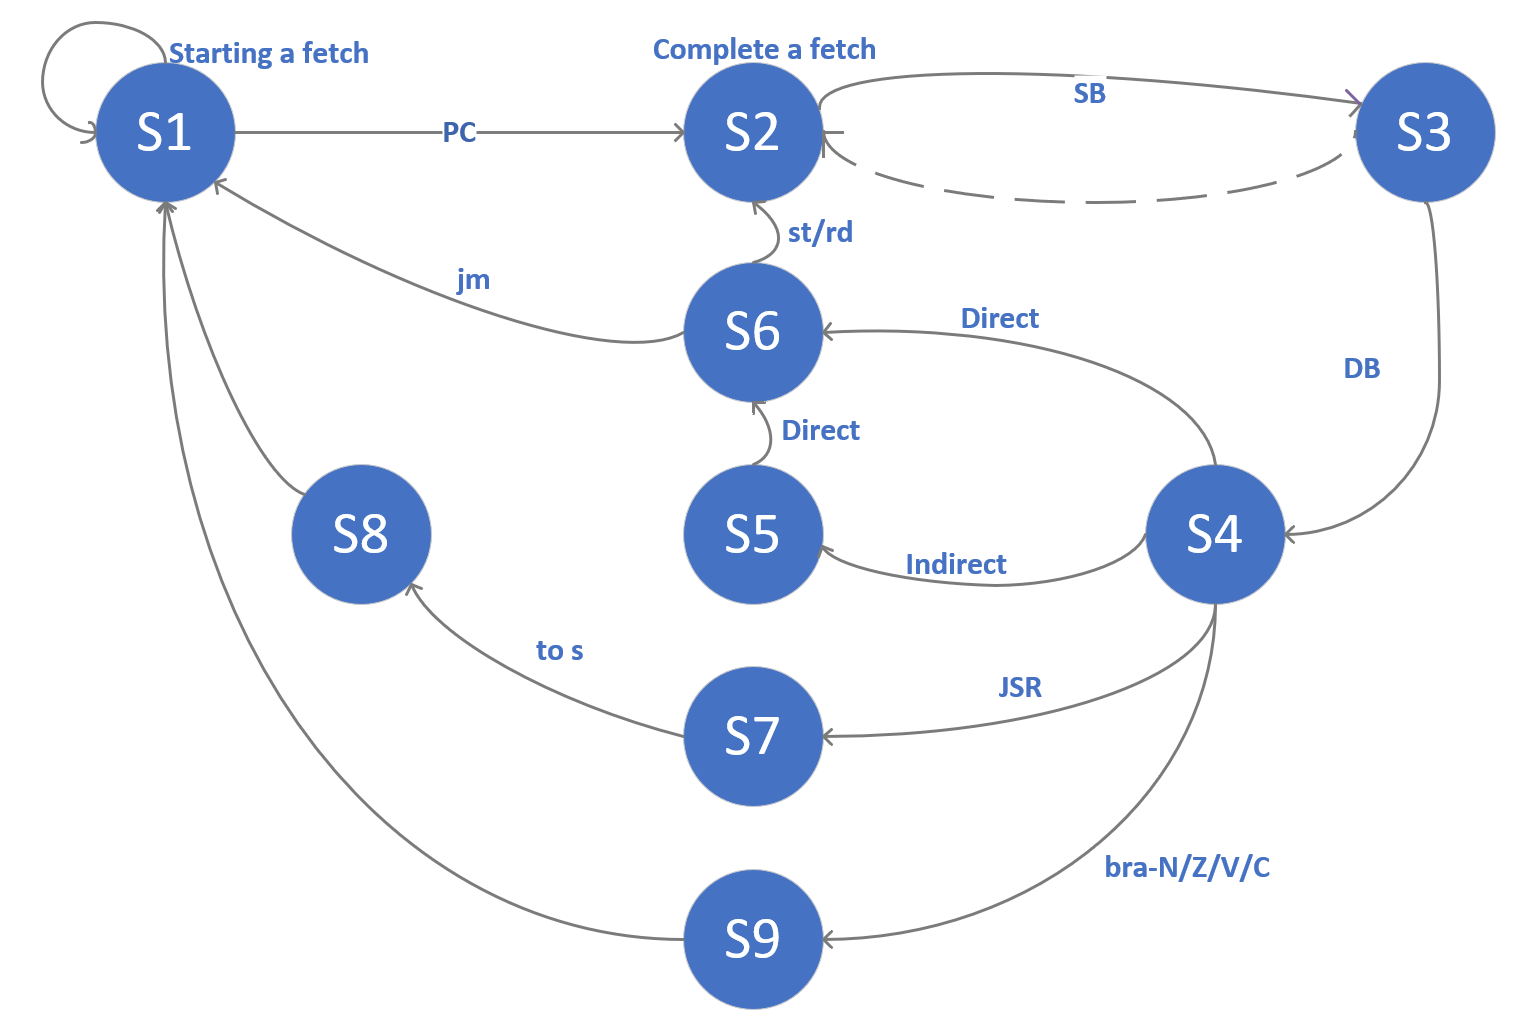 Starting a fetch
Complete a fetch
S1
PC
S2
SB
S3
st/rd
jm
S6
Direct
DB
Direct
S8
S5
Indirect
S4
to s
JSR
S7
bra-N/Z/V/C
S9